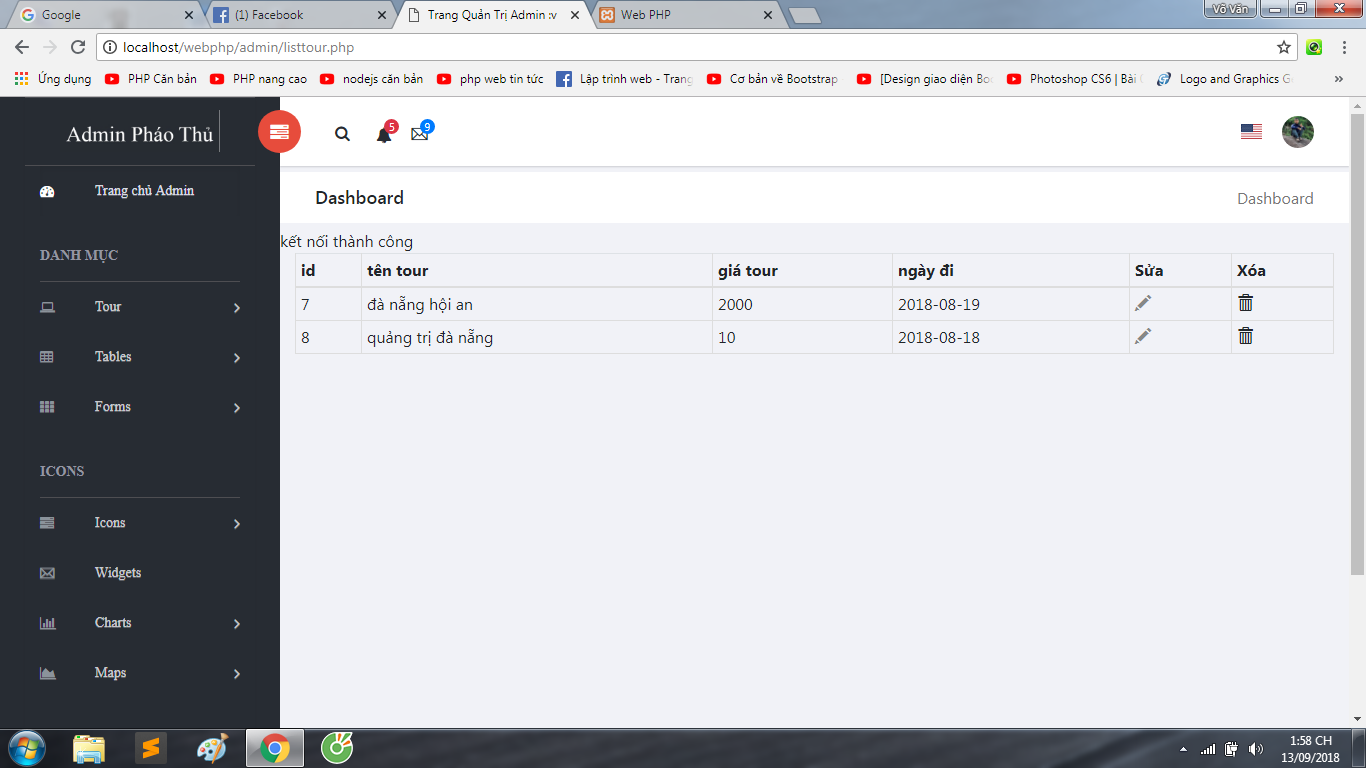 Google
(1) Facebook
Trang Quản Trị Admin :v
Web PHP
Võ Văn
localhost/webphp/admin/listtour.php
Ứng dụng
PHP Căn bản
PHP nang cao
nodejs căn bản
php web tin tức
Lập trình web - Trang
Cơ bản về Bootstrap
[Design giao diện Bo
Photoshop CS6 | Bài
Logo and Graphics G
»
Admin Pháo Thủ
5
9
Trang chủ Admin
Dashboard
Dashboard
kết nối thành công
id tên tour giá tour ngày đi Sửa Xóa
7 đà nẵng hội an 2000 2018-08-19
8 quảng trị đà nẵng 10 2018-08-18
DANH MỤC
Tour
Tables
Forms
ICONS
Icons
Widgets
Charts
Maps
1:58 CH
13/09/2018